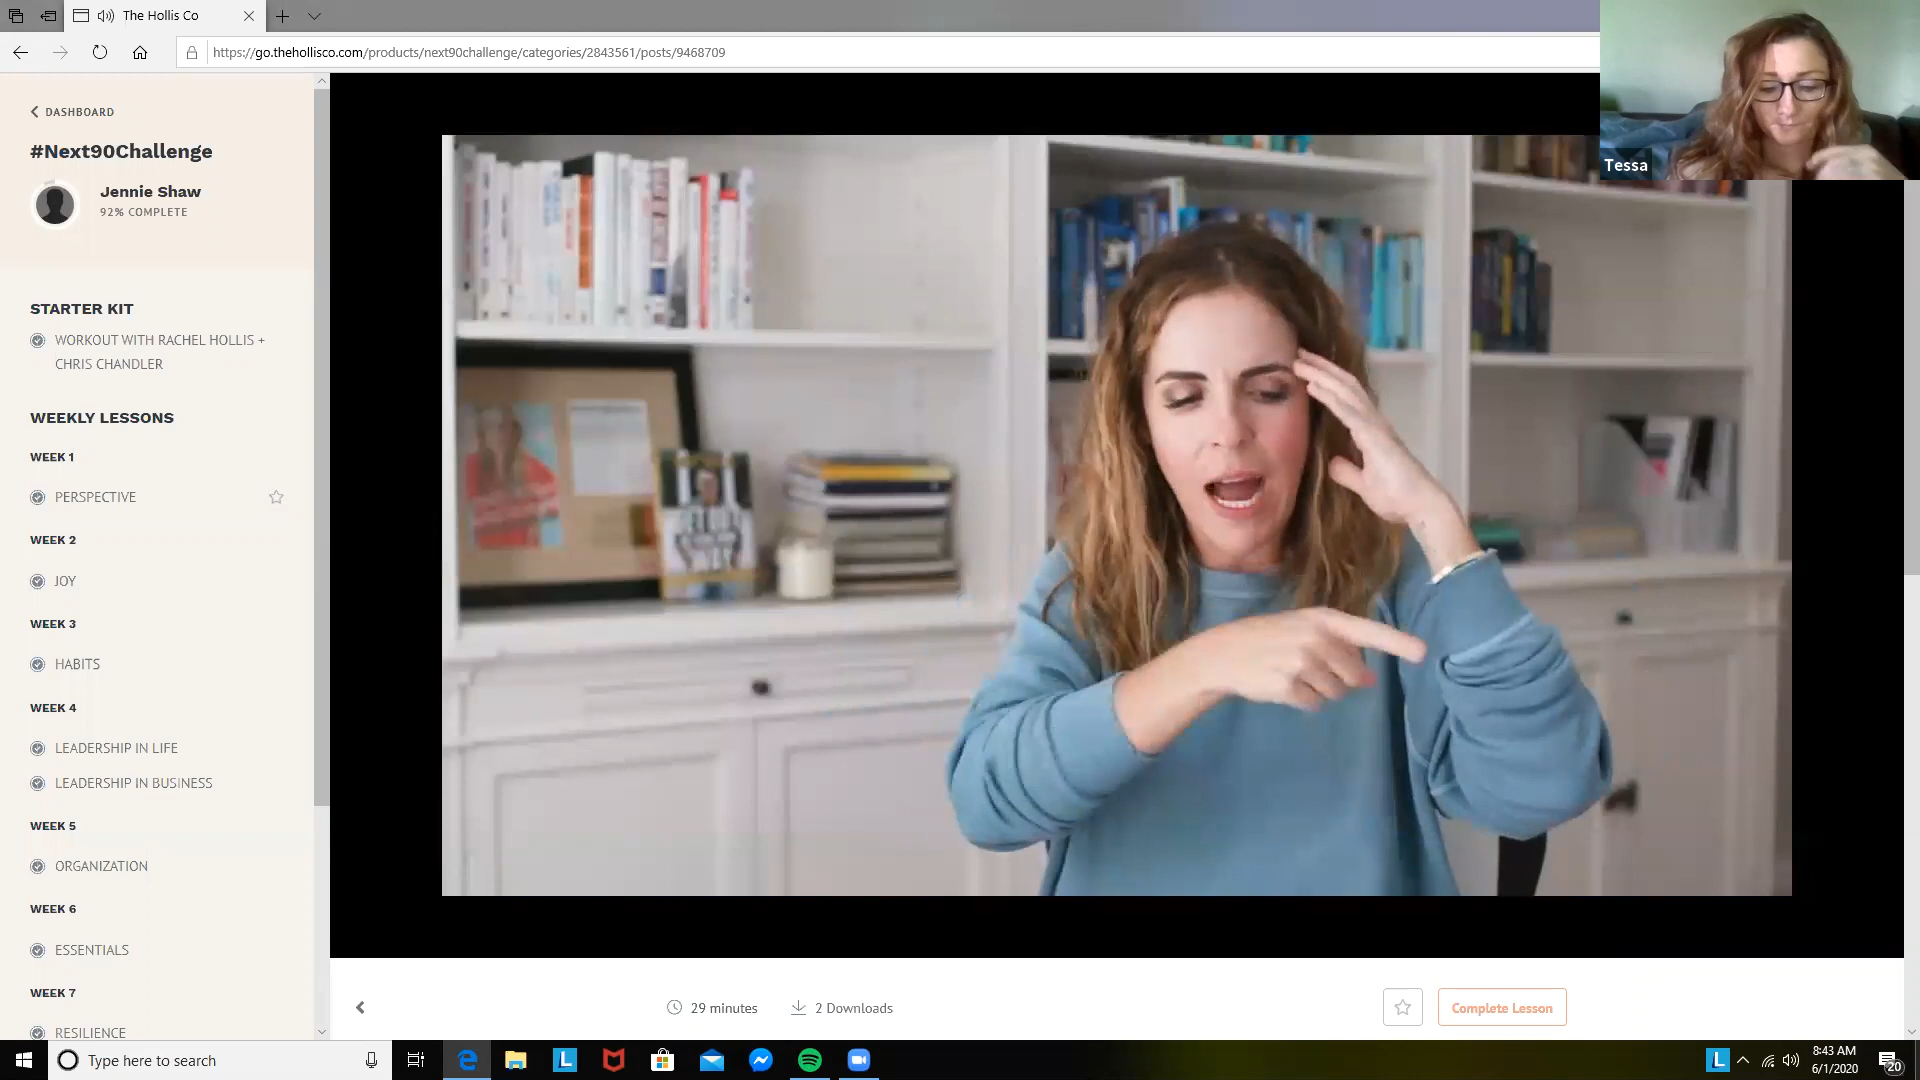 The Hollis Co
https://go.thehollisco.com/products/next90challenge/categories/2843561/posts/9468709
Tessa
DASHBOARD
#Next90Challenge
Jennie Shaw
92% COMPLETE
STARTER KIT
WORKOUT WITH RACHEL HOLLIS +
CHRIS CHANDLER
WEEKLY LESSONS
WEEK 1
PERSPECTIVE
WEEK 2
JOY
WEEK 3
HABITS
WEEK 4
LEADERSHIP IN LIFE
LEADERSHIP IN BUSINESS
WEEK 5
ORGANIZATION
WEEK 6
ESSENTIALS
WEEK 7
RESILIENCE
29 minutes
2 Downloads
Complete Lesson
Type here to search
L
L
8:43 AM
6/1/2020
20